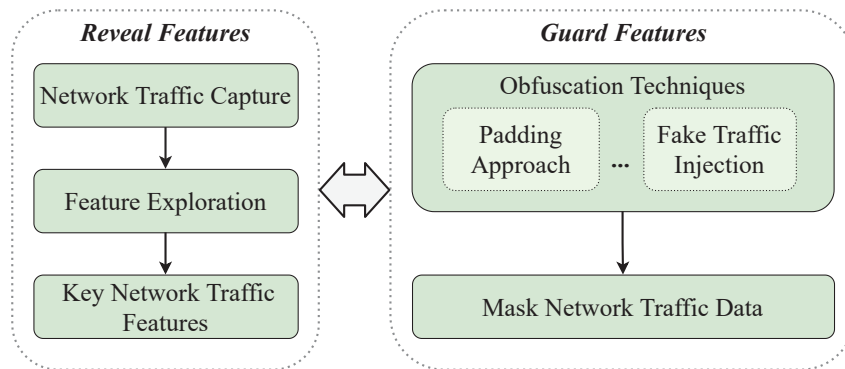 Reveal Features
Network Traffic Capture
Feature Exploration
Key Network Traffic
Features
Guard Features
Obfuscation Techniques
Padding
Approach
...
Fake Traffic
Injection
Mask Network Traffic Data